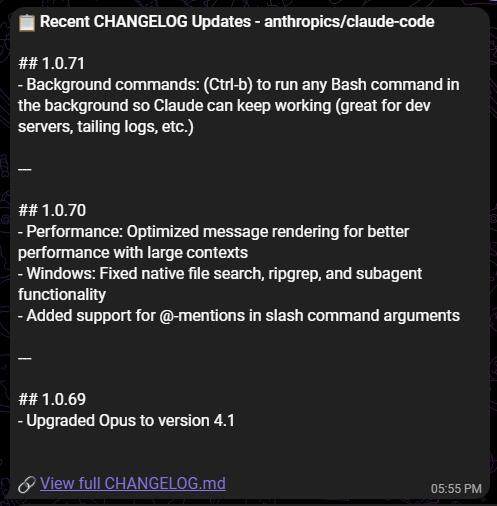 📋 Recent CHANGELOG Updates - anthropics/claude-code
## 1.0.71
- Background commands: (Ctrl-b) to run any Bash command in
the background so Claude can keep working (great for dev
servers, tailing logs, etc.)
---
## 1.0.70
- Performance: Optimized message rendering for better
performance with large contexts
- Windows: Fixed native file search, ripgrep, and subagent
functionality
- Added support for @-mentions in slash command arguments
---
## 1.0.69
- Upgraded Opus to version 4.1
🔗 View full CHANGELOG.md
05:55 PM